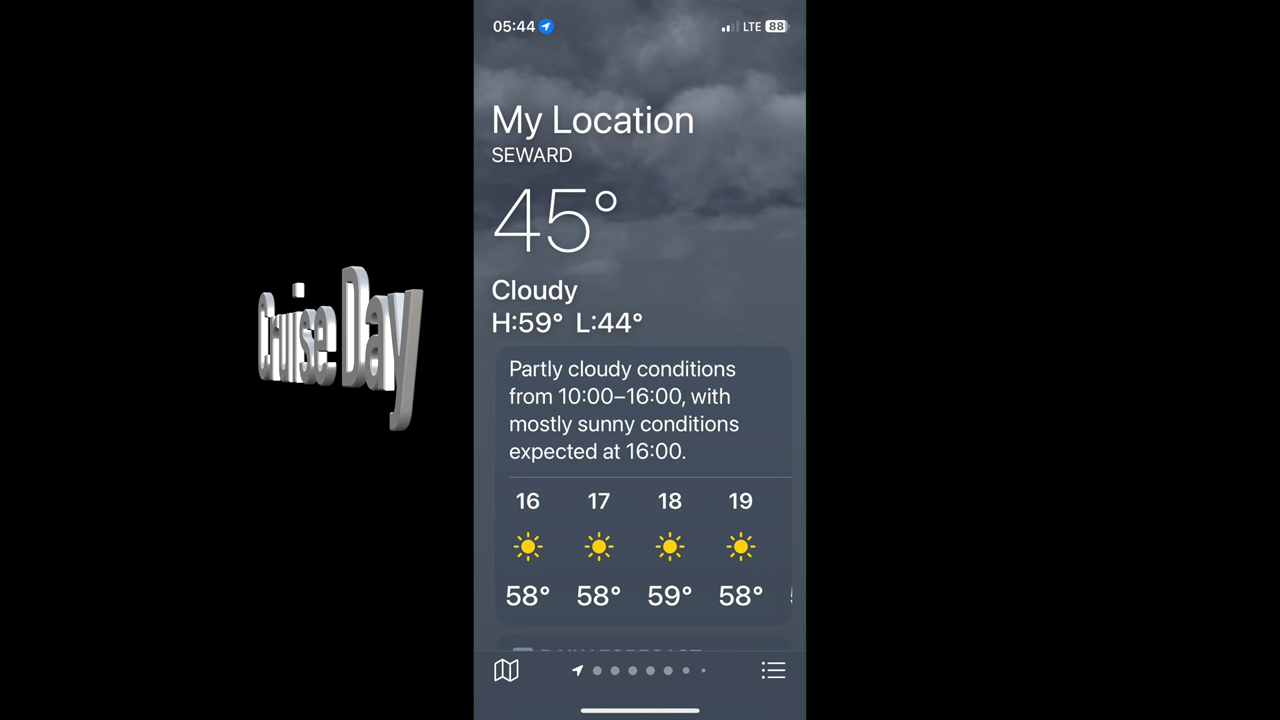 05:44
LTE 88
My Location
SEWARD
45°
Cloudy
H:59° L:44°
Cruise Day
Partly cloudy conditions
from 10:00–16:00, with
mostly sunny conditions
expected at 16:00.
16 17 18 19
58° 58° 59° 58°